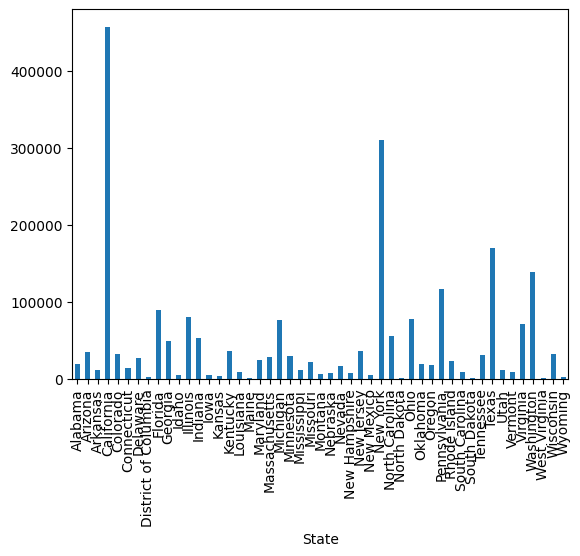 400000
300000
200000
100000
0
Alabama
Arizona
Arkansas
California
Colorado
Connecticut
Delaware
District of Columbia
Florida
Georgia
Idaho
Illinois
Indiana
Iowa
Kansas
Kentucky
Louisiana
Maine
Maryland
Massachusetts
Michigan
Minnesota
Mississippi
Missouri
Montana
Nebraska
Nevada
New Hampshire
New Jersey
New Mexico
New York
North Carolina
North Dakota
Ohio
Oklahoma
Oregon
Pennsylvania
Rhode Island
South Carolina
South Dakota
Tennessee
Texas
Utah
Vermont
Virginia
Washington
West Virginia
Wisconsin
Wyoming
State